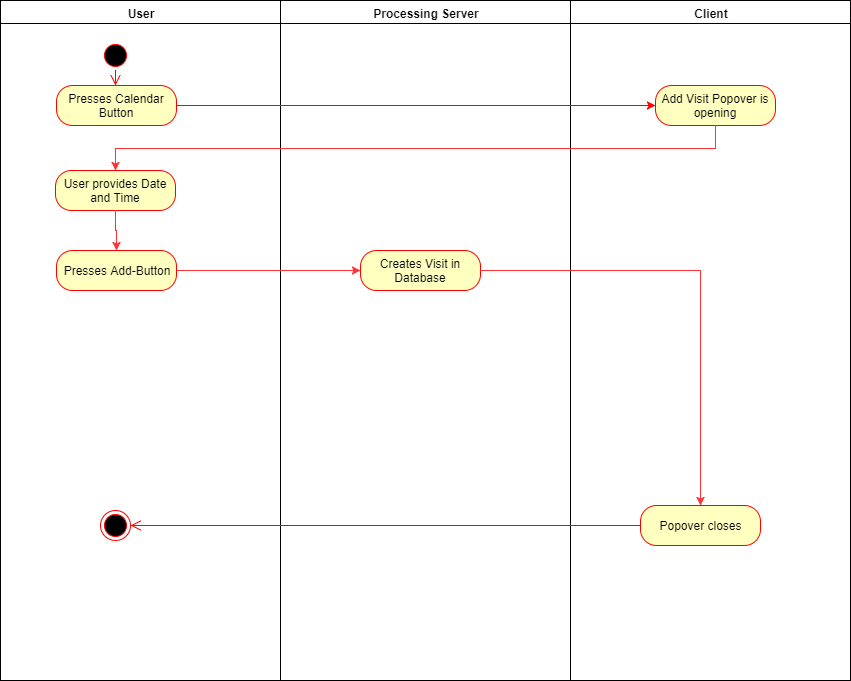 User
Processing Server
Client
Presses Calendar
Button
Add Visit Popover is
opening
User provides Date
and Time
Presses Add-Button
Creates Visit in
Database
Popover closes